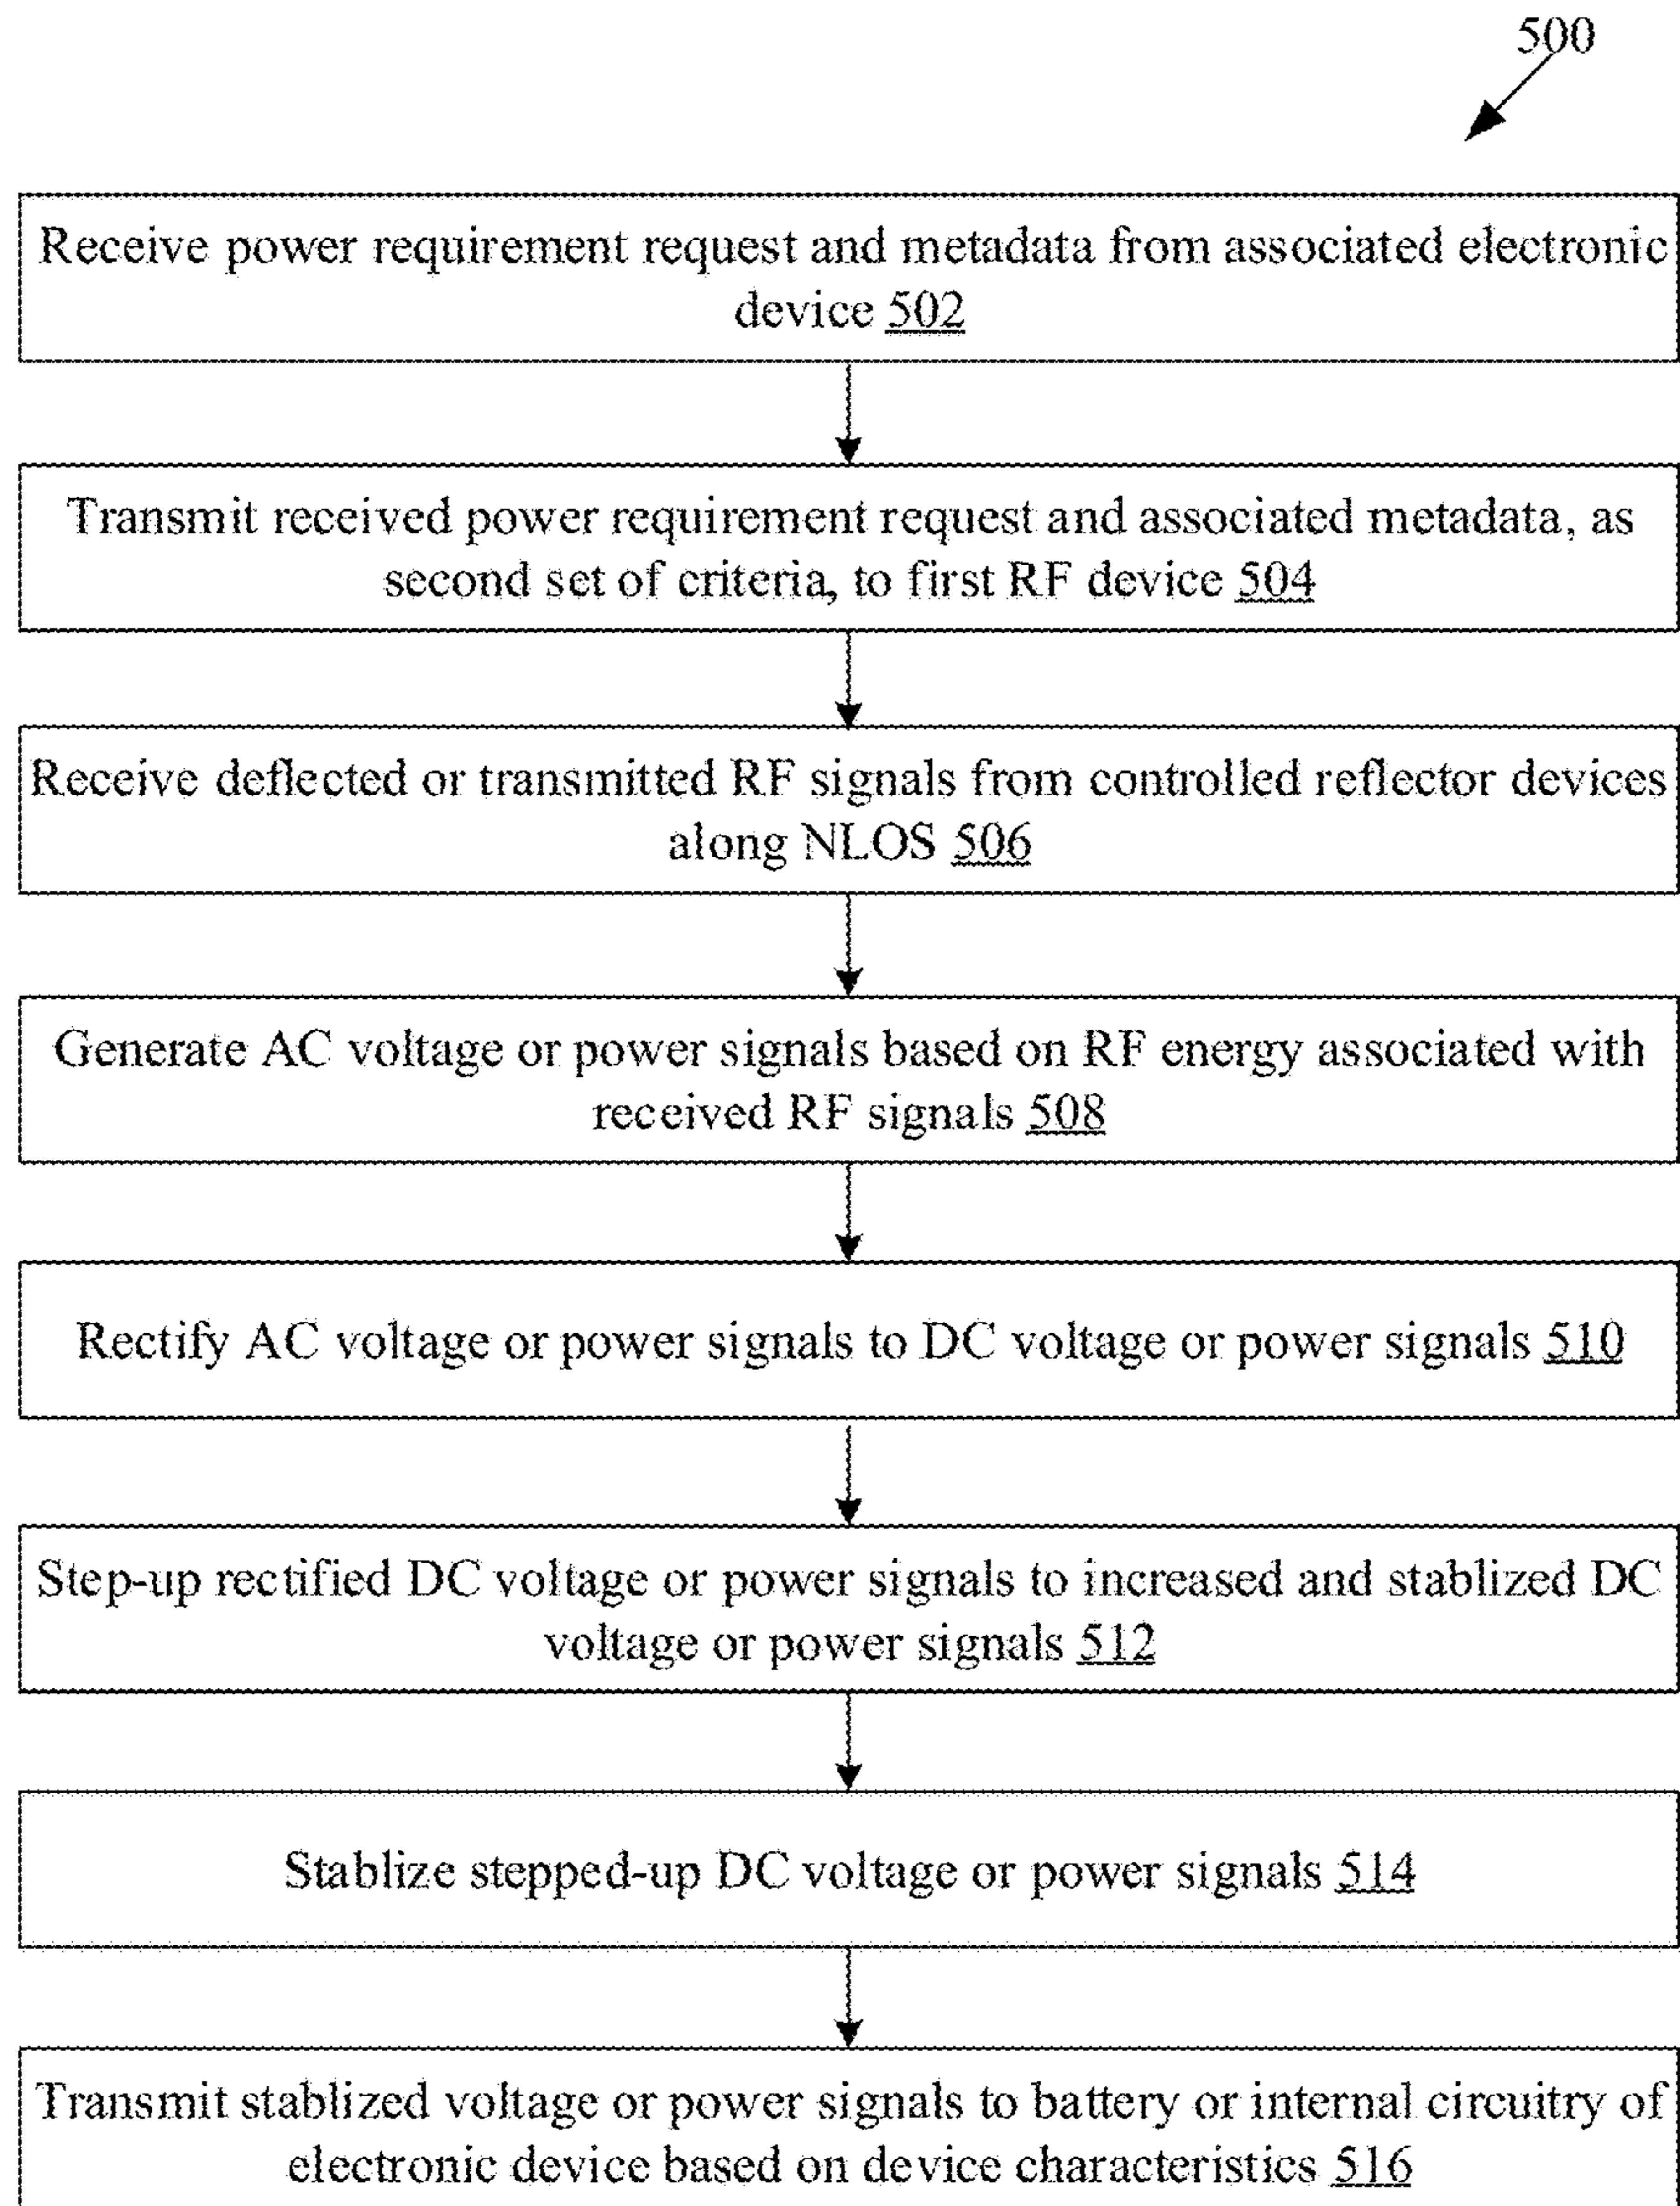 500
Receive power requirement request and metadata from associated electronic
device 502
Transmit received power requirement request and associated metadata, as
second set of criteria, to first RF device 504
Receive deflected or transmitted RF signals from controlled reflector devices
along NLOS 506
Generate AC voltage or power signals based on RF energy associated with
received RF signals 508
Rectify AC voltage or power signals to DC voltage or power signals 510
Step-up rectified DC voltage or power signals to increased and stablized DC
voltage or power signals 512
Stablize stepped-up DC voltage or power signals 514
Transmit stablized voltage or power signals to battery or internal circuitry of
electronic device based on device characteristics 516